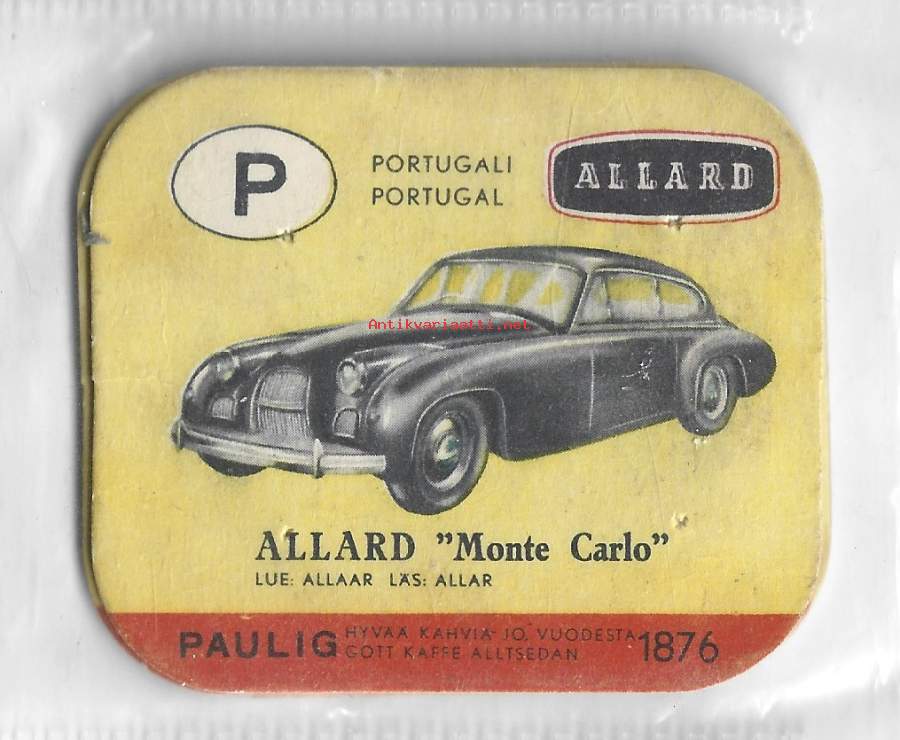 P
PORTUGALI
PORTUGAL
ALLARD
Antikvariaatti.net
ALLARD "Monte Carlo"
LUE: ALLAAR LÄS: ALLAR
PAULIG
HYVÄÄ KAHVIA JO VUODESTA
GOTT KAFFE ALLTSEDAN
1876